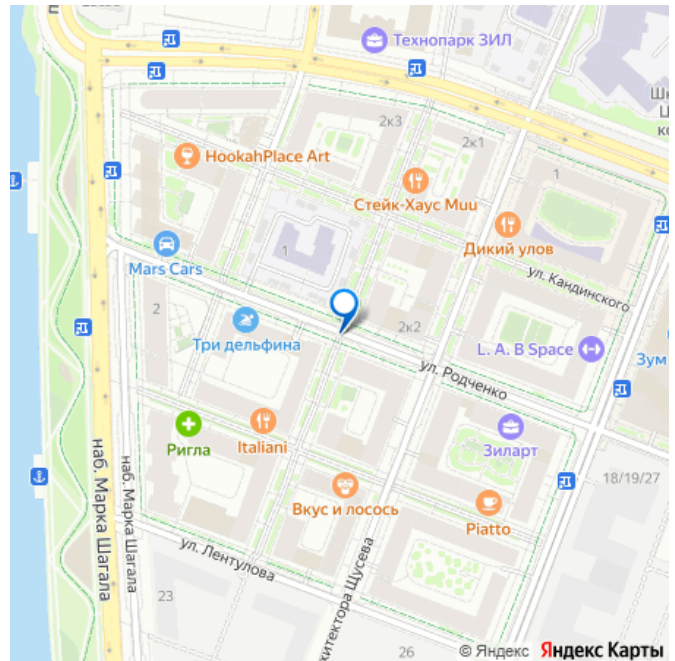 Технопарк ЗИЛ
2к3
2к1
HookahPlace Art
Стейк-Хаус Muu
1
Дикий улов
1
Mars Cars
ул. Кандинского
2
Три дельфина
2к2
L. A. B Space
Зум
ул. Родченко
Ригла
Italiani
Зиларт
наб. Марка Шагала
наб. Марка Шагала
Вкус и лосось
Piatto
18/19/27
ул. Лентулова
хитектора Щусева
23
26
© Яндекс Яндекс Карты